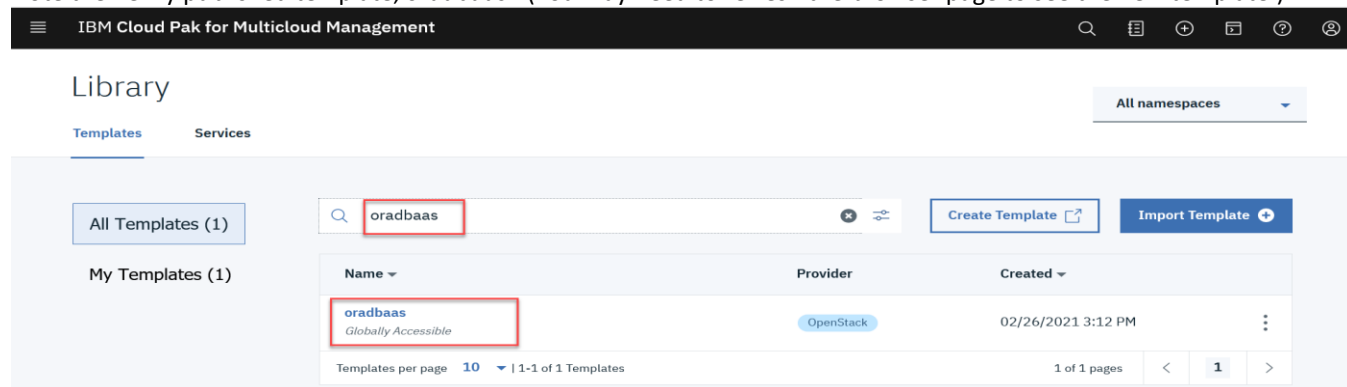 IBM Cloud Pak for Multicloud Management
Library
All namespaces
Templates Services
All Templates (1)
oradbaas
Create Template
Import Template
My Templates (1)
Name Provider Created
oradbaas
Globally Accessible
OpenStack
02/26/2021 3:12 PM
Templates per page 10 | 1-1 of 1 Templates
1 of 1 pages < 1 >